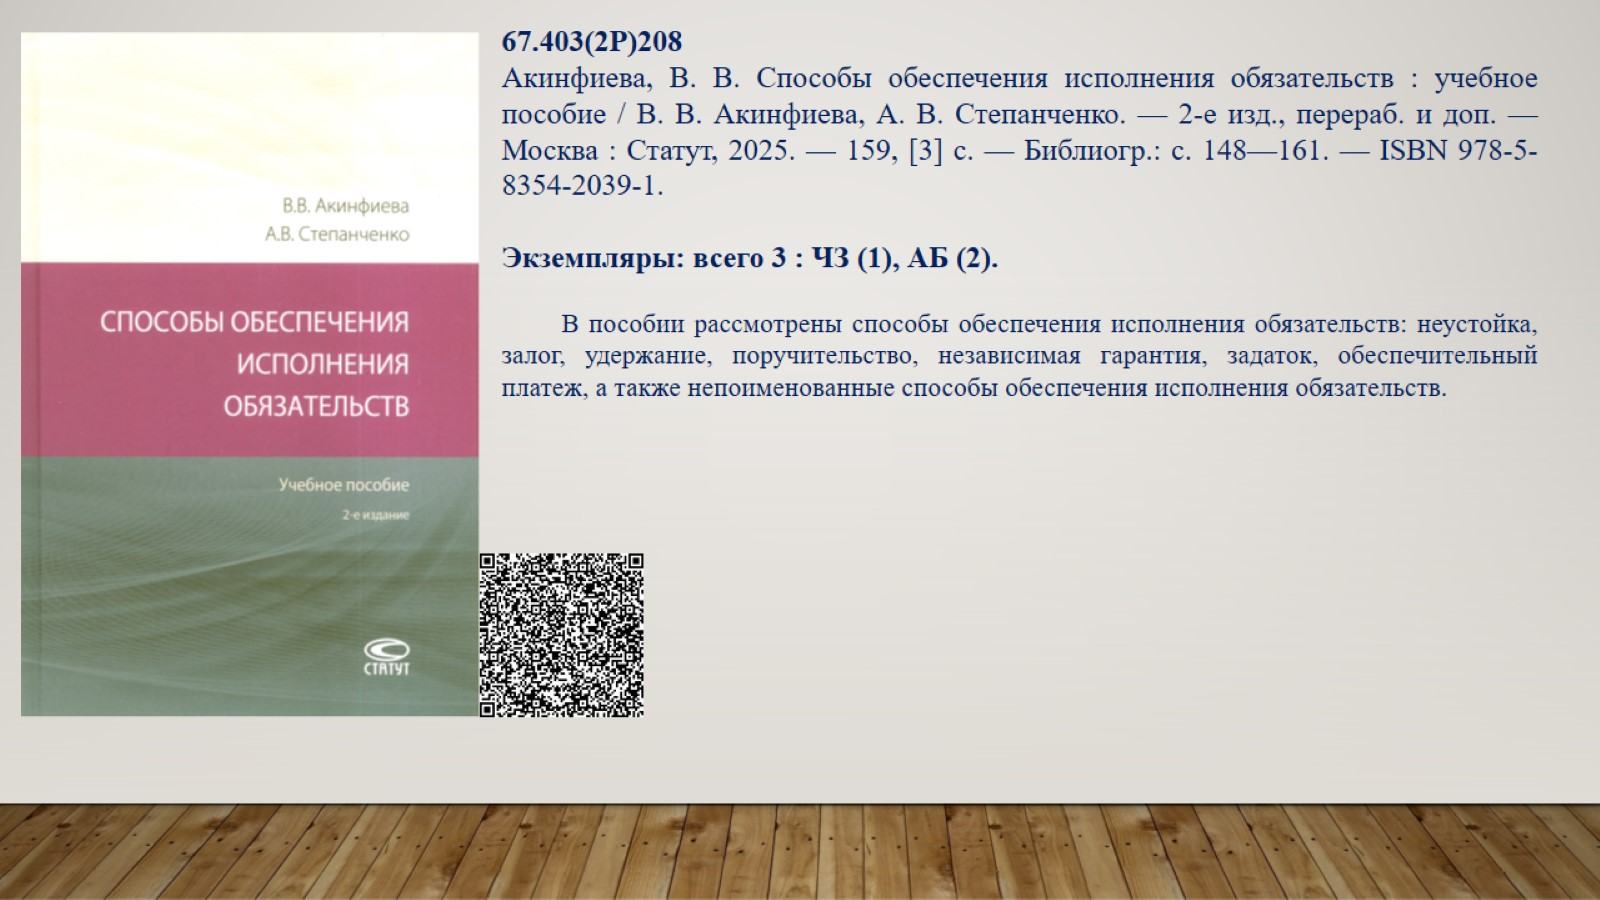 В.В. Акинфиева
А.В. Степанченко
СПОСОБЫ ОБЕСПЕЧЕНИЯ
ИСПОЛНЕНИЯ
ОБЯЗАТЕЛЬСТВ
Учебное пособие
2-е издание
СТАТУТ
67.403(2Р)208
Акинфиева, В. В. Способы обеспечения исполнения обязательств : учебное
пособие / В. В. Акинфиева, А. В. Степанченко. — 2-е изд., перераб. и доп. —
Москва : Статут, 2025. — 159, [3] с. — Библиогр.: с. 148—161. — ISBN 978-5-
8354-2039-1.
Экземпляры: всего 3 : ЧЗ (1), АБ (2).
В пособии рассмотрены способы обеспечения исполнения обязательств: неустойка,
залог, удержание, поручительство, независимая гарантия, задаток, обеспечительный
платеж, а также непоименованные способы обеспечения исполнения обязательств.